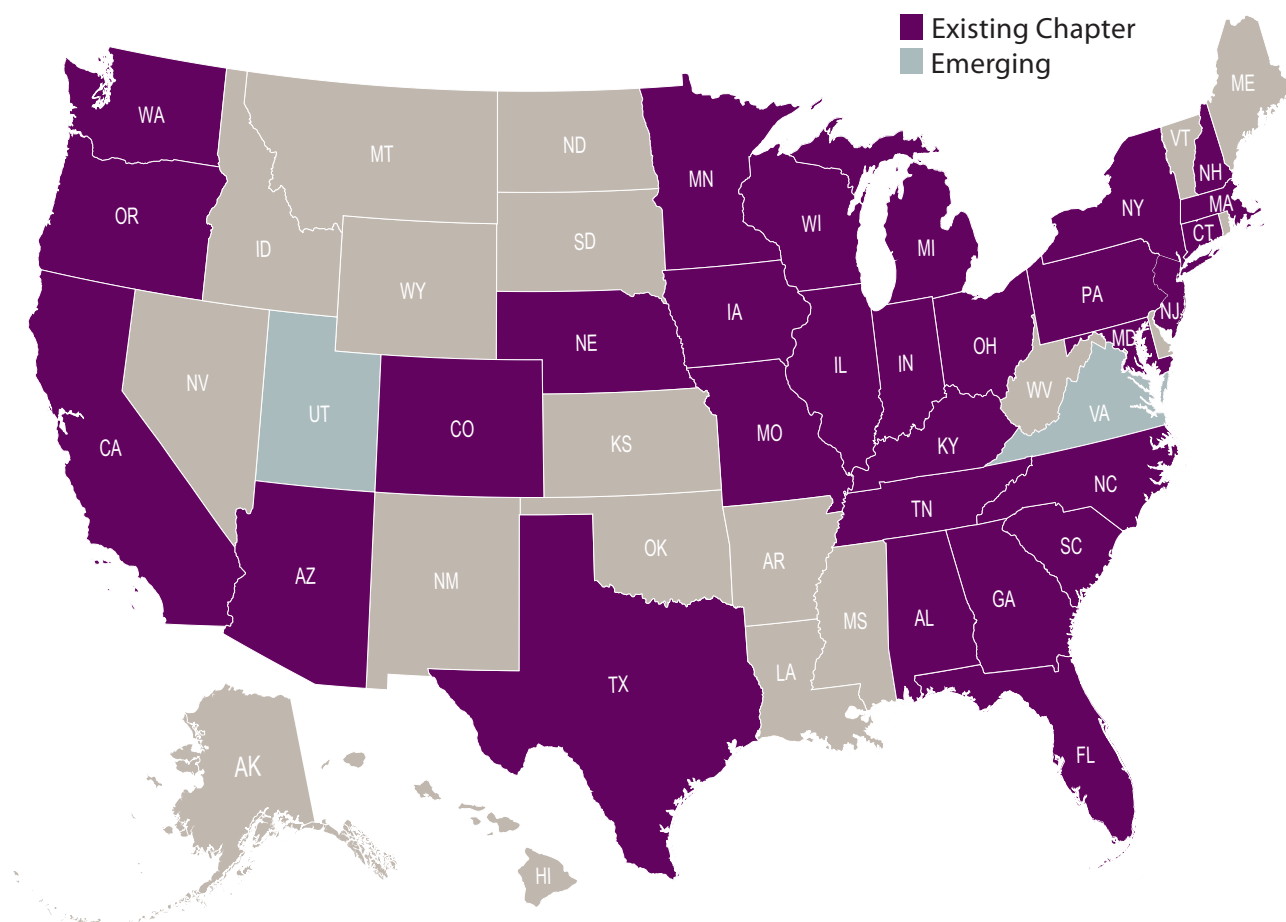 Existing Chapter
Emerging
ME
WA
VT
MT
ND
NH
MN
OR
NY
MA
WI
CT
ID
SD
MI
WY
PA
IA
NJ
NE
MD
OH
IL
IN
NV
WV
UT
VA
CO
MO
KS
KY
CA
NC
TN
OK
SC
AR
AZ
NM
GA
MS
AL
LA
TX
FL
AK
HI